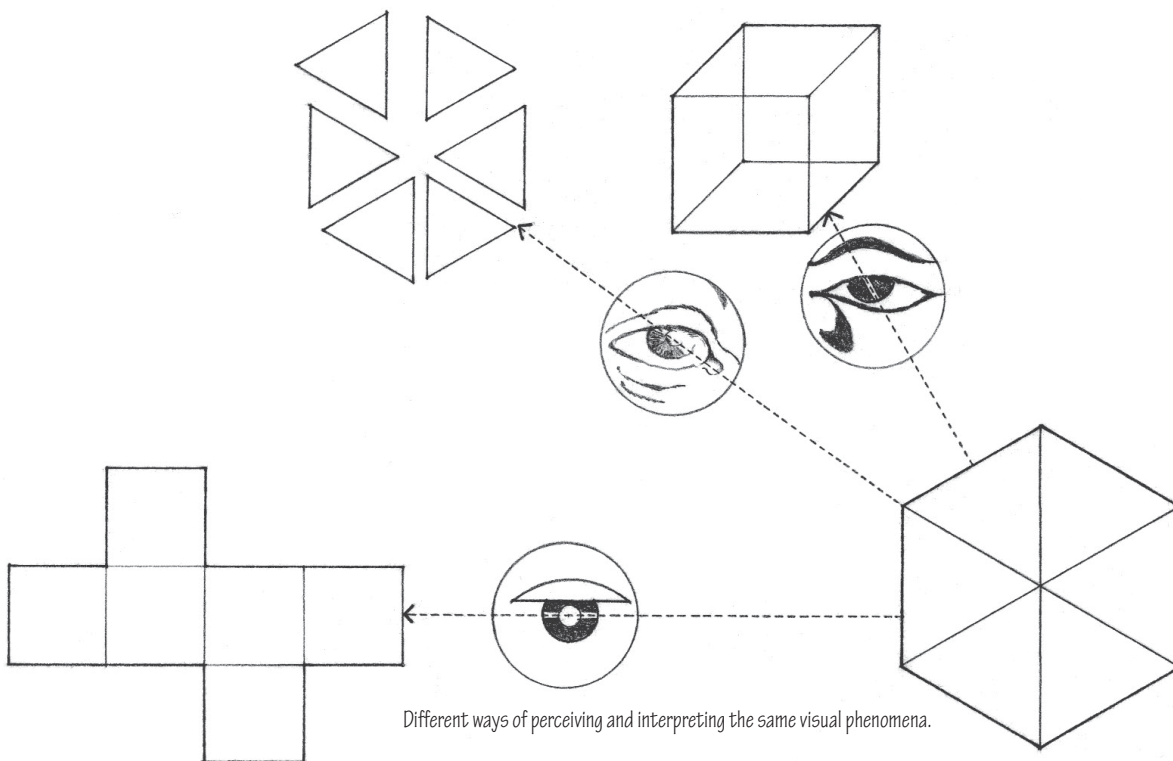 Different ways of perceiving and interpreting the same visual phenomena.